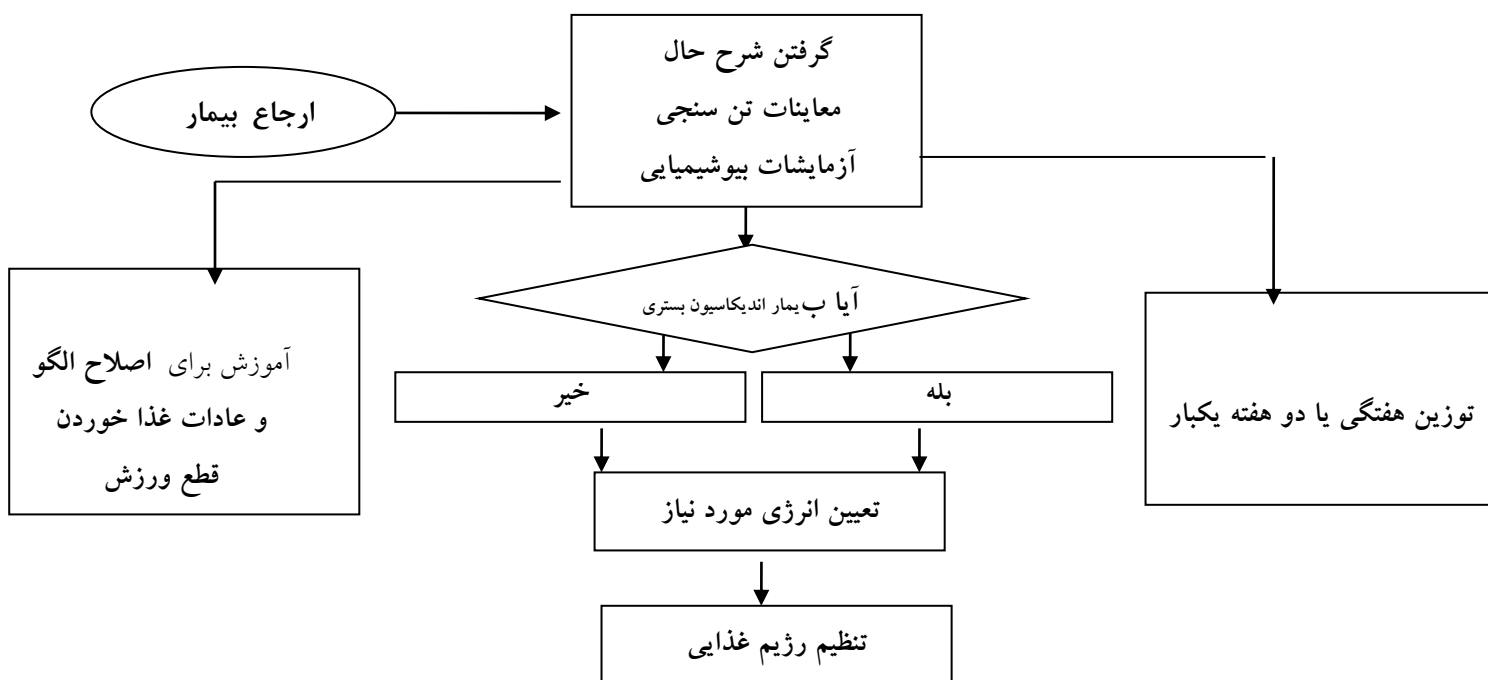 گرفتن شرح حال
معاینات تن سنجی
آزمایشات بیوشیمیایی
ارجاع بیمار
آیا بیمار اندیکاسیون بستری
آموزش برای اصلاح الگو
و عادات غذا خوردن
قطع ورزش
خیر
بله
توزین هفتگی یا دو هفته یکبار
تعیین انرژی مورد نیاز
تنظیم رژیم غذایی